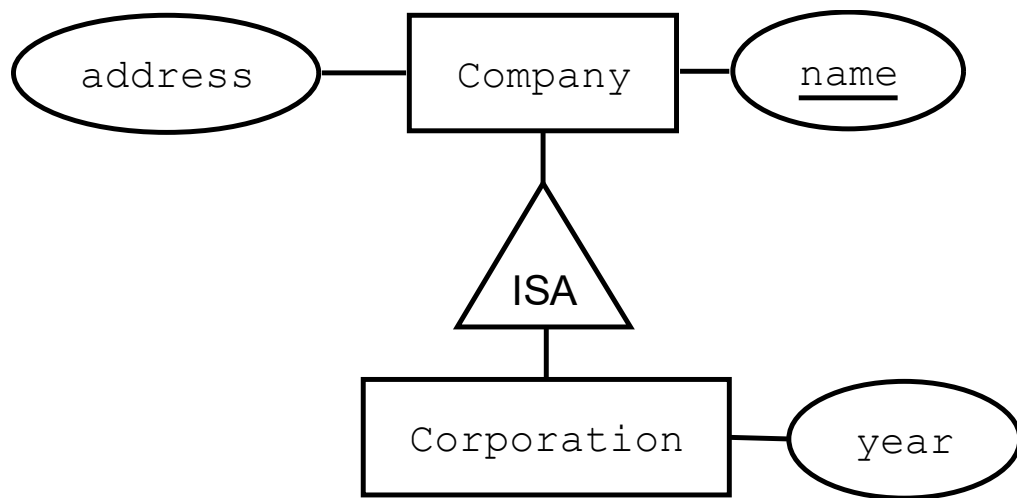 address
Company
name
ISA
Corporation
year